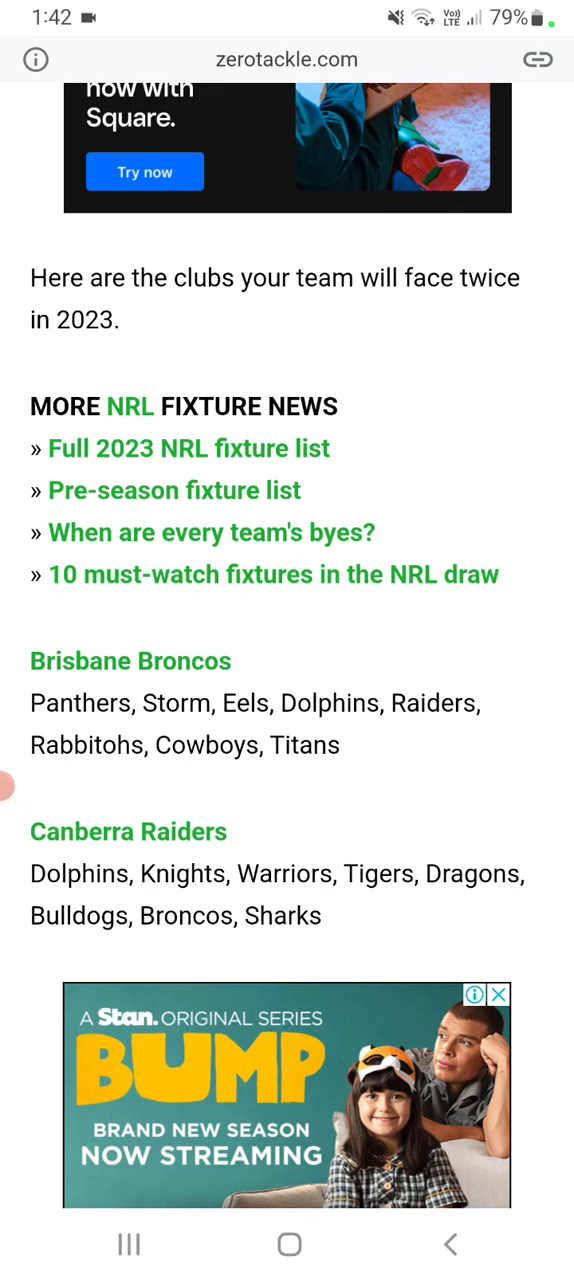 1:42
Vo))
LTE
79%
zerotackle.com
now with
Square.
Try now
Here are the clubs your team will face twice
in 2023.
MORE NRL FIXTURE NEWS
» Full 2023 NRL fixture list
» Pre-season fixture list
» When are every team's byes?
» 10 must-watch fixtures in the NRL draw
Brisbane Broncos
Panthers, Storm, Eels, Dolphins, Raiders,
Rabbitohs, Cowboys, Titans
Canberra Raiders
Dolphins, Knights, Warriors, Tigers, Dragons,
Bulldogs, Broncos, Sharks
A Stan. ORIGINAL SERIES
BUMP
BRAND NEW SEASON
NOW STREAMING